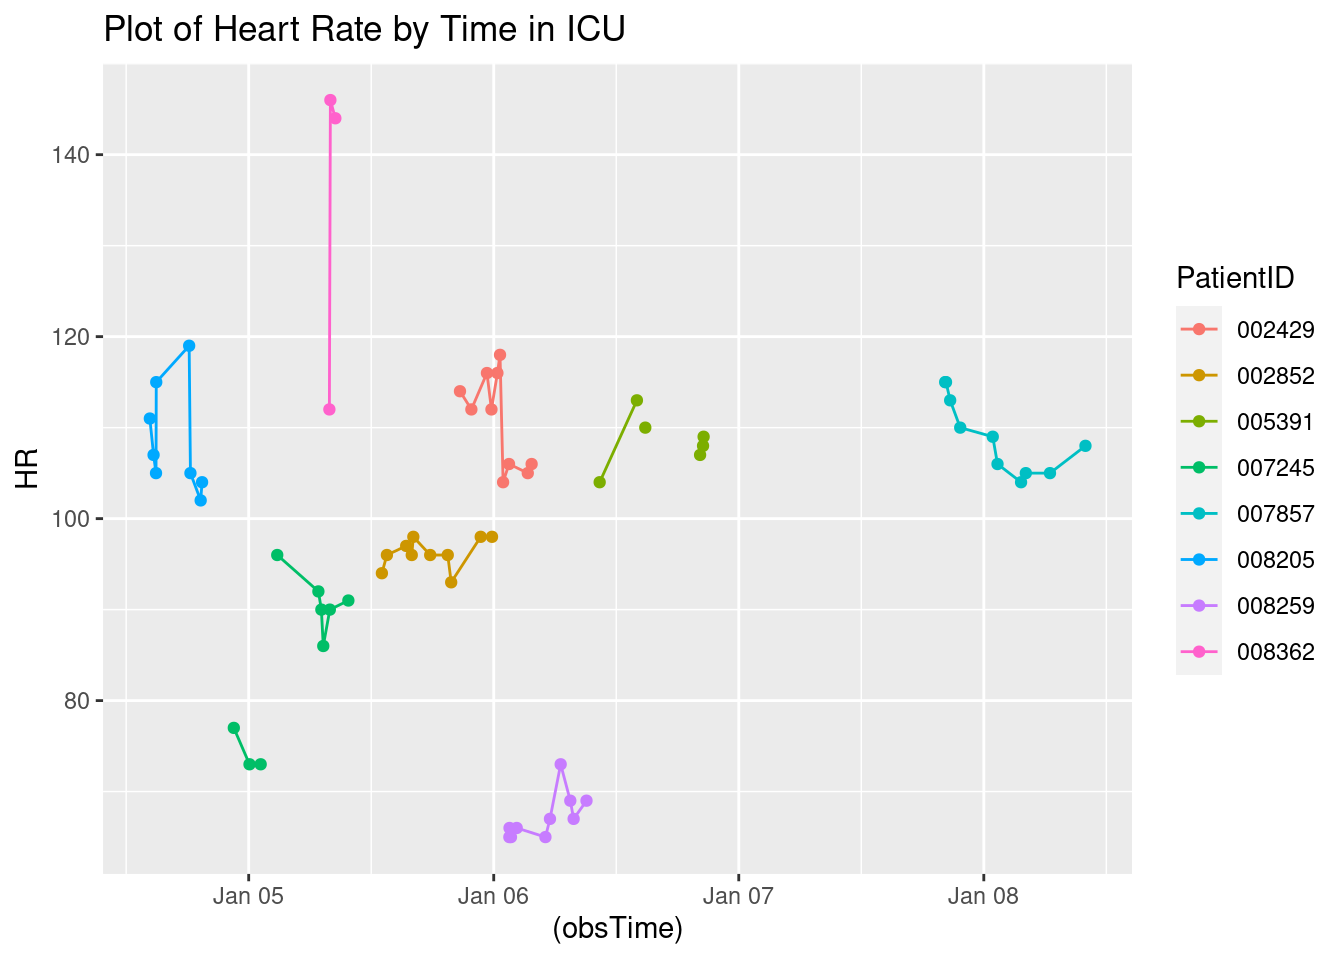 Plot of Heart Rate by Time in ICU
HR
140
120
100
80
Jan 05
Jan 06
Jan 07
Jan 08
(obsTime)
PatientID
002429
002852
005391
007245
007857
008205
008259
008362